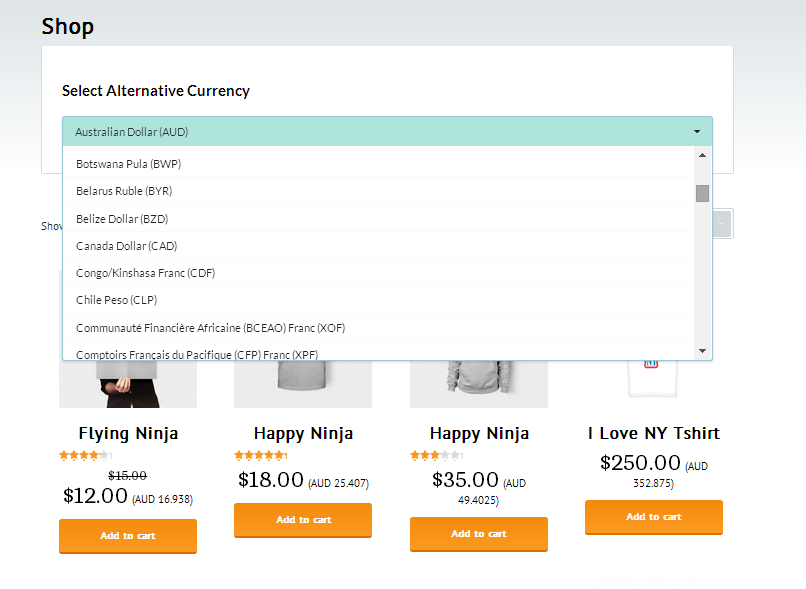 Shop
Select Alternative Currency
Australian Dollar (AUD)
Botswana Pula (BWP)
Belarus Ruble (BYR)
Belize Dollar (BZD)
Canada Dollar (CAD)
Congo/Kinshasa Franc (CDF)
Chile Peso (CLP)
Communauté Financière Africaine (BCEAO) Franc (XOF)
Comptoirs Français du Pacifique (CFP) Franc (XPF)
Flying Ninja
$15.00
$12.00 (AUD 16.938)
Add to cart
Happy Ninja
$18.00 (AUD 25.407)
Add to cart
Happy Ninja
$35.00 (AUD
49.4025)
Add to cart
NY
I Love NY Tshirt
$250.00 (AUD
352.875)
Add to cart